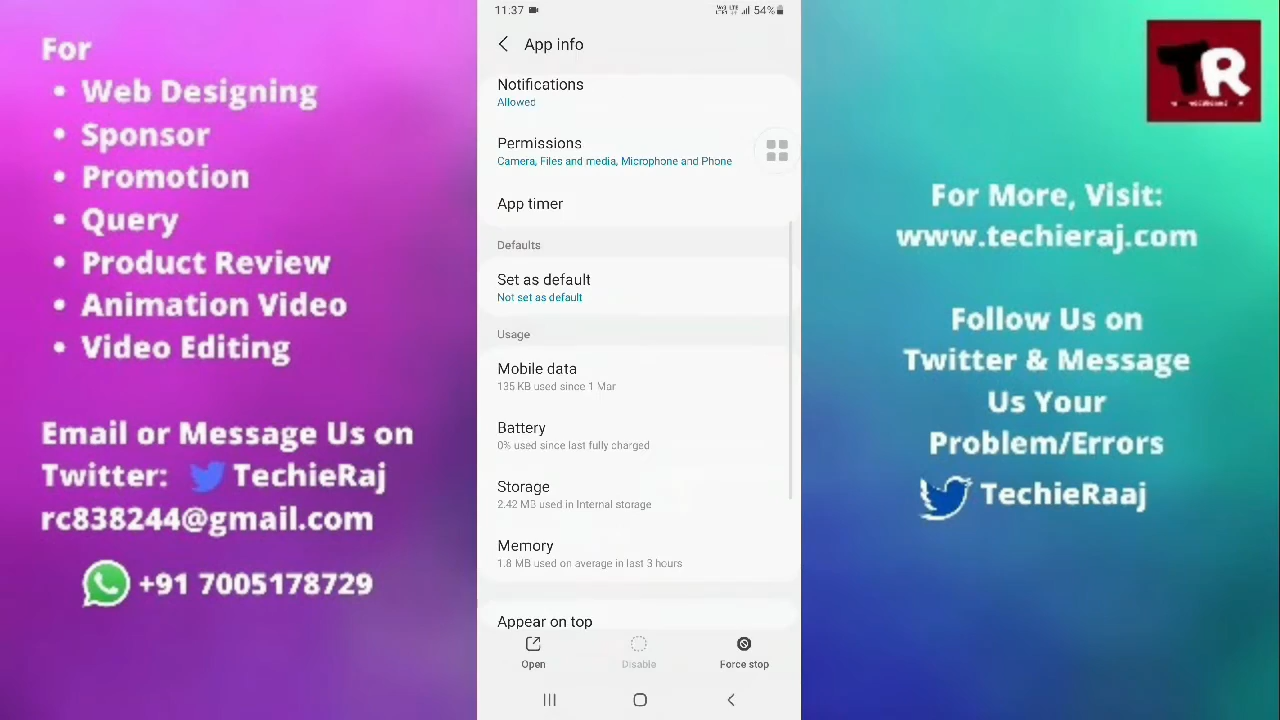 For
• Web Designing
• Sponsor
• Promotion
• Query
• Product Review
• Animation Video
• Video Editing
Email or Message Us on
Twitter: TechieRaj
rc838244@gmail.com
+91 7005178729
11:37
54%
App info
Notifications
Allowed
Permissions
Camera, Files and media, Microphone and Phone
App timer
Defaults
Set as default
Not set as default
Usage
Mobile data
135 KB used since 1 Mar
Battery
0% used since last fully charged
Storage
2.42 MB used in Internal storage
Memory
1.8 MB used on average in last 3 hours
Appear on top
Open
Disable
Force stop
TR
For More, Visit:
www.techieraj.com
Follow Us on
Twitter & Message
Us Your
Problem/Errors
TechieRaaj